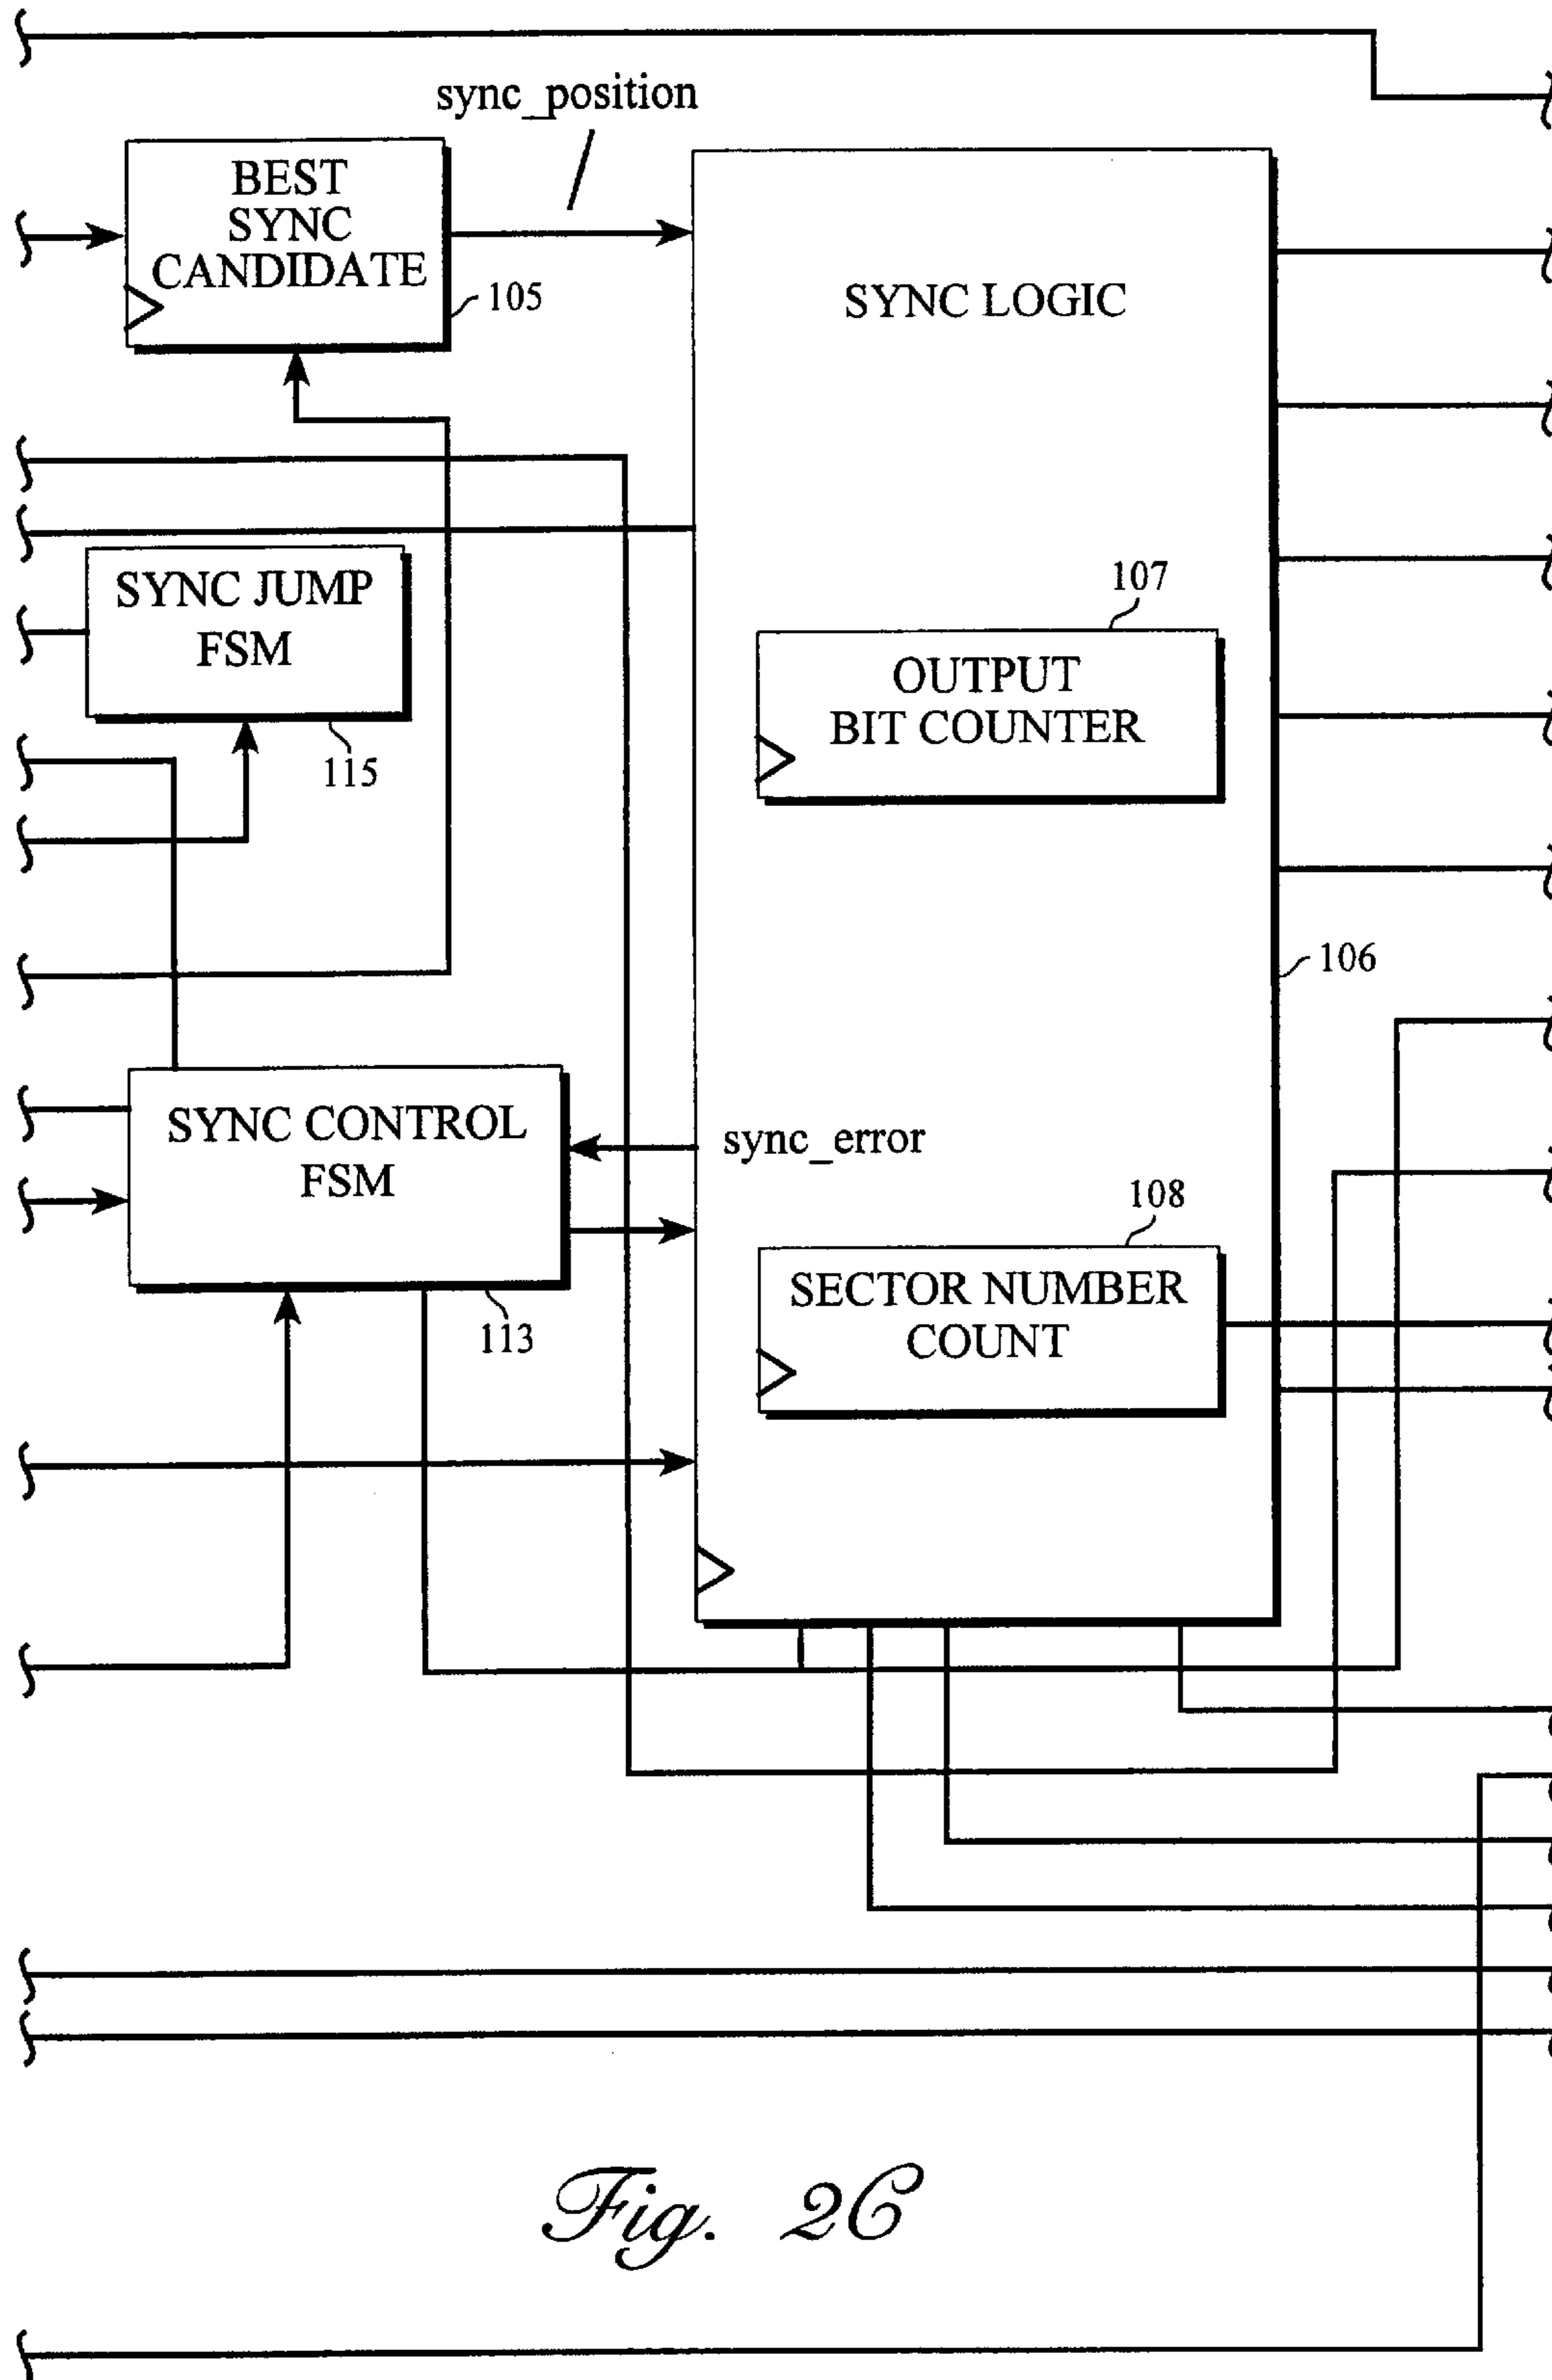 sync_position
BEST
SYNC
CANDIDATE
105
SYNC LOGIC
SYNC JUMP
FSM
115
107
OUTPUT
BIT COUNTER
106
SYNC CONTROL
FSM
113
sync_error
108
SECTOR NUMBER
COUNT
Fig. 2C